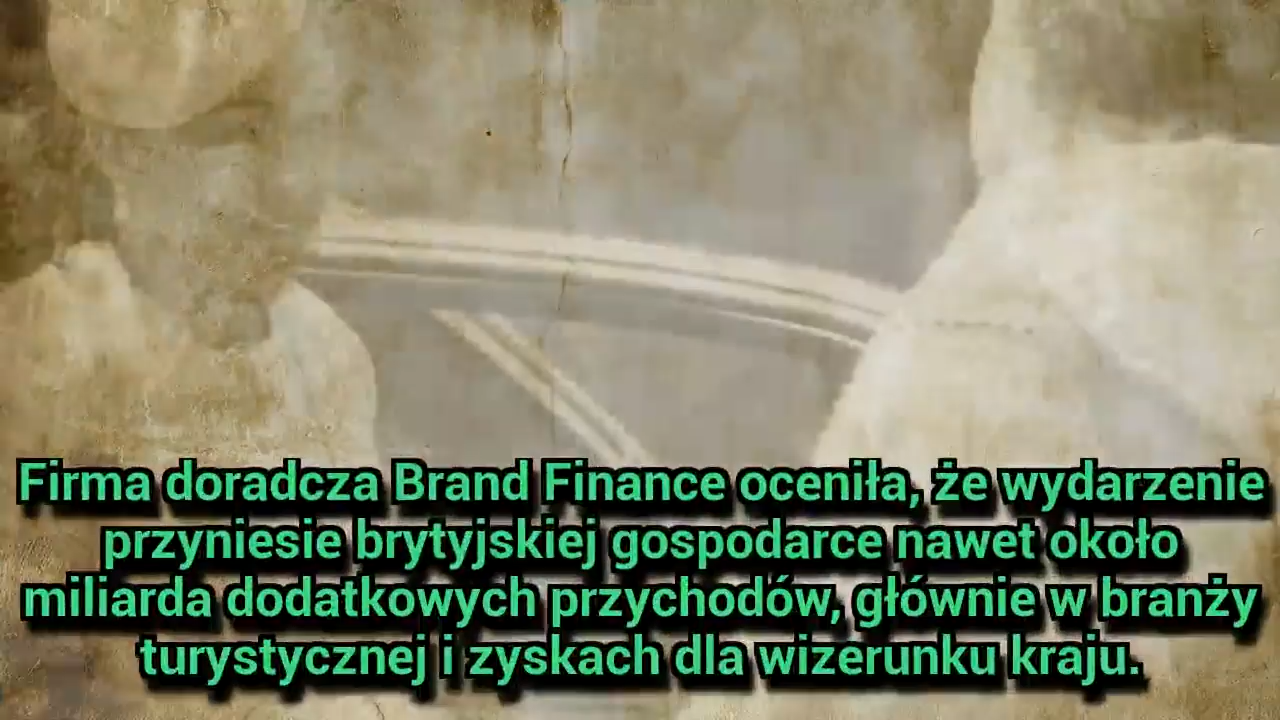 Firma doradcza Brand Finance oceniła, że wydarzenie
przyniesie brytyjskiej gospodarce nawet około
miliarda dodatkowych przychodów, głównie w branży
turystycznej i zyskach dla wizerunku kraju.